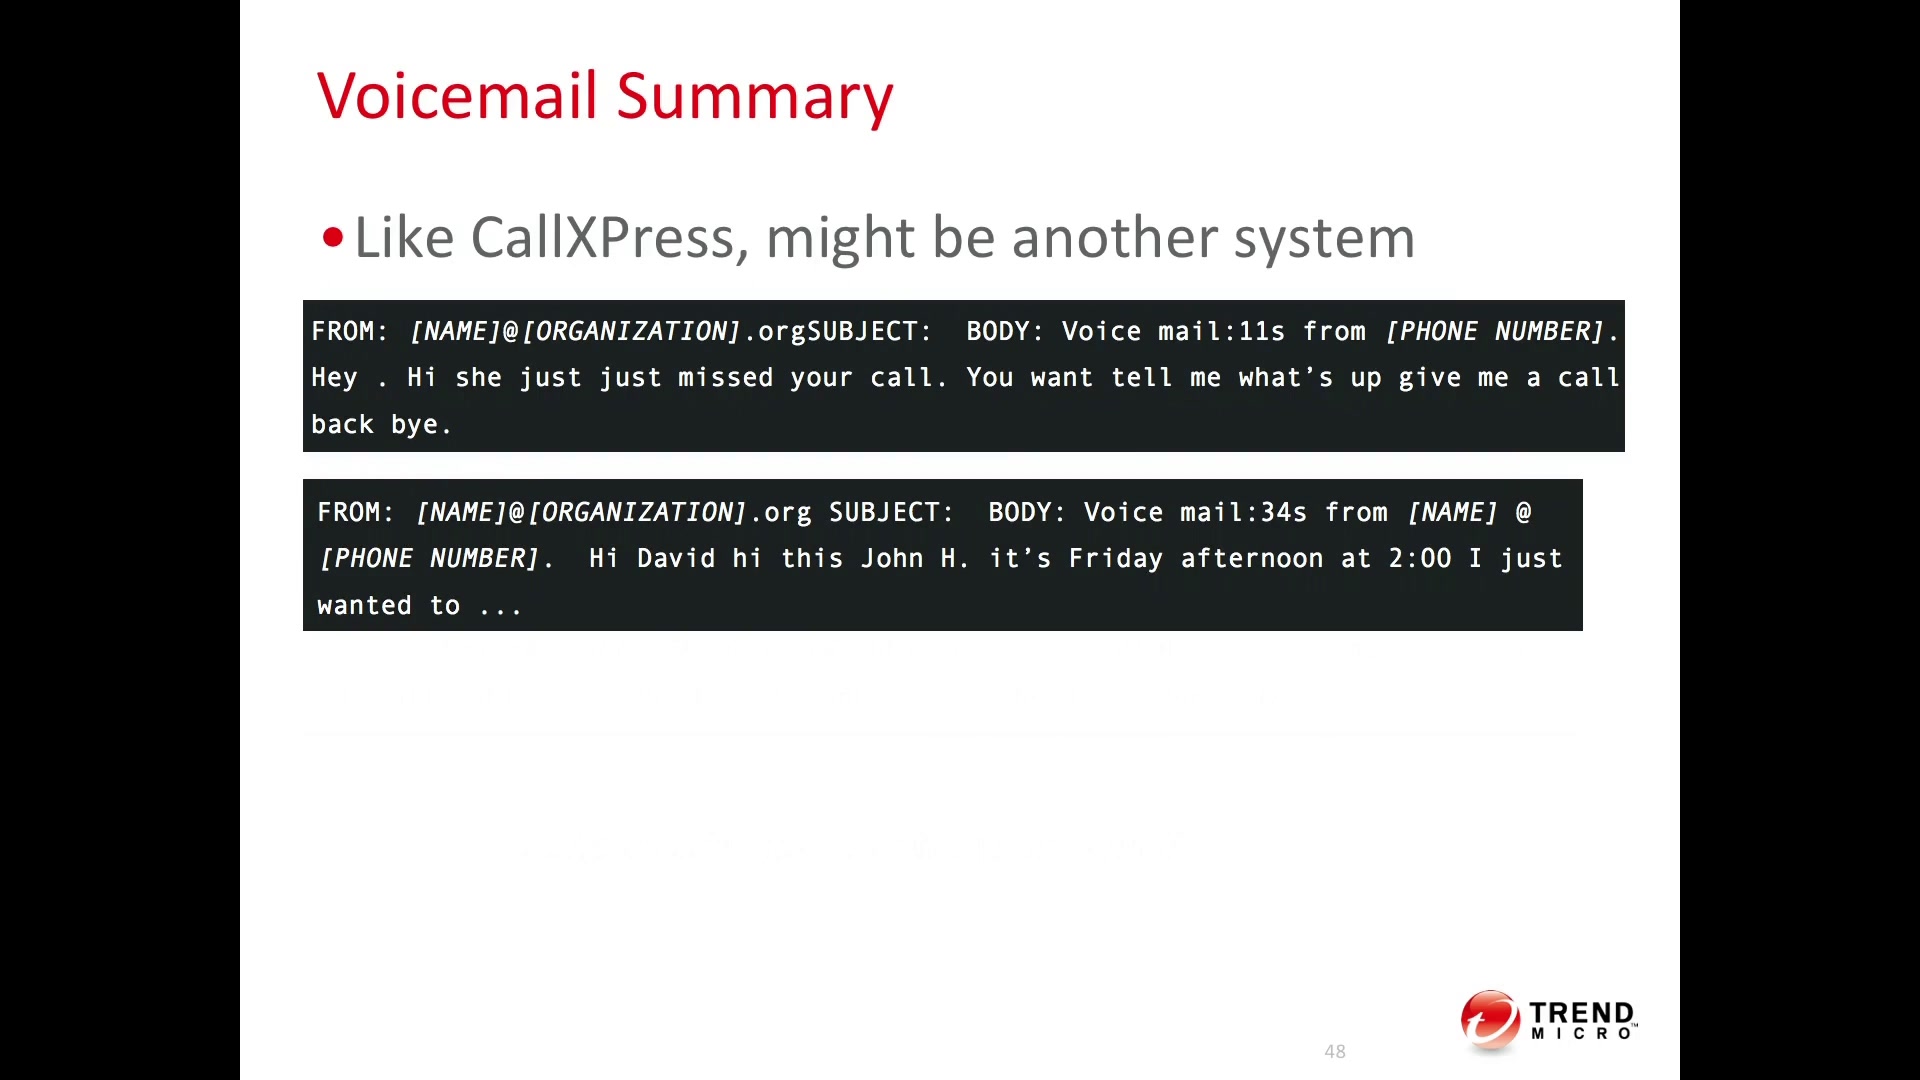 Voicemail Summary
•Like CallXPress, might be another system
FROM: [NAME]@[ORGANIZATION].orgSUBJECT:  BODY: Voice mail:11s from [PHONE NUMBER].
Hey . Hi she just just missed your call. You want tell me what’s up give me a call
back bye.
FROM: [NAME]@[ORGANIZATION].org SUBJECT:  BODY: Voice mail:34s from [NAME] @
[PHONE NUMBER].  Hi David hi this John H. it’s Friday afternoon at 2:00 I just
wanted to ...
TREND
MICRO™
48